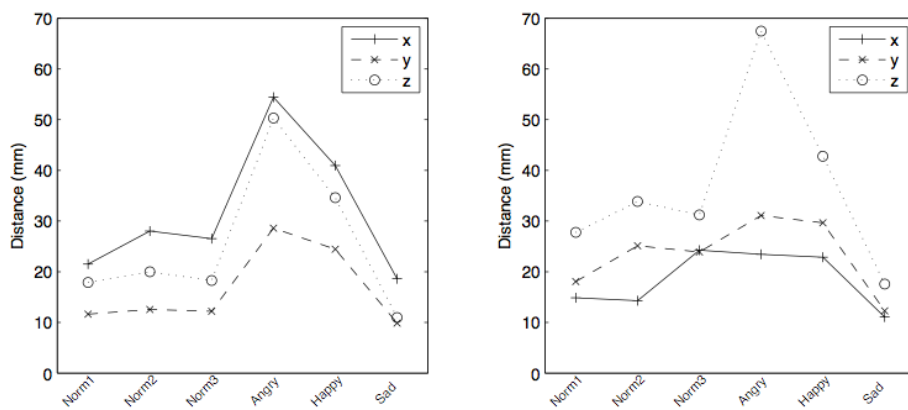 70
60
50
40
30
20
10
0
Distance (mm)
x
y
z
Norm1
Norm2
Norm3
Angry
Happy
Sad
70
60
50
40
30
20
10
0
Distance (mm)
x
y
z
Norm1
Norm2
Norm3
Angry
Happy
Sad